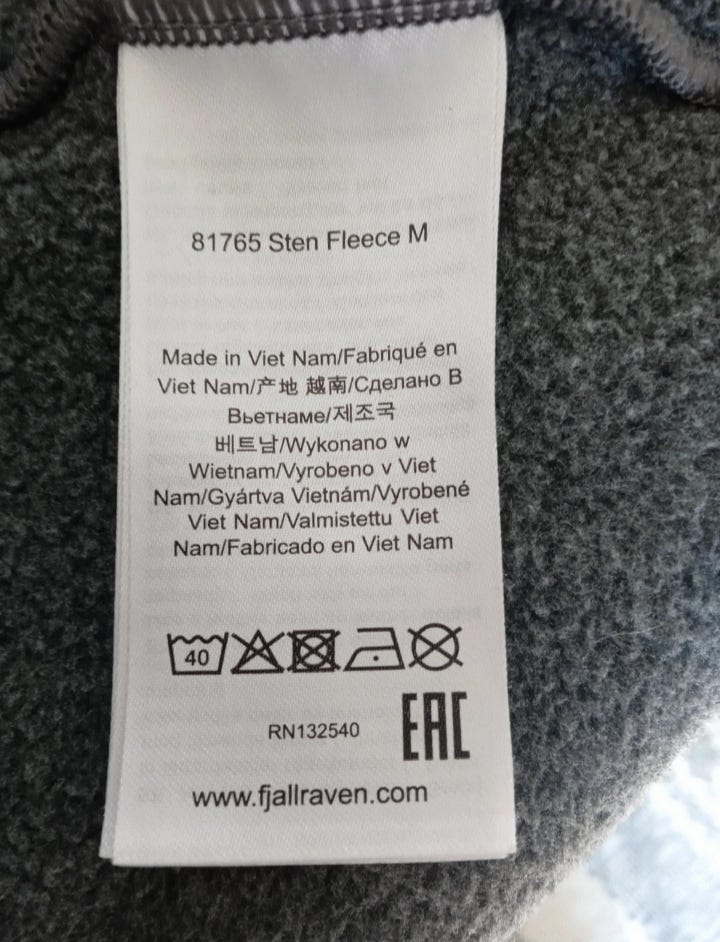 81765 Sten Fleece M
Made in Viet Nam/Fabriqué en
Viet Nam/产地 越南/Сделано В
Вьетнаме/제조국
베트남/Wykonano w
Wietnam/Vyrobeno v Viet
Nam/Gyártva Vietnám/Vyrobené
Viet Nam/Valmistettu Viet
Nam/Fabricado en Viet Nam
40
RN132540 EAC
www.fjallraven.com